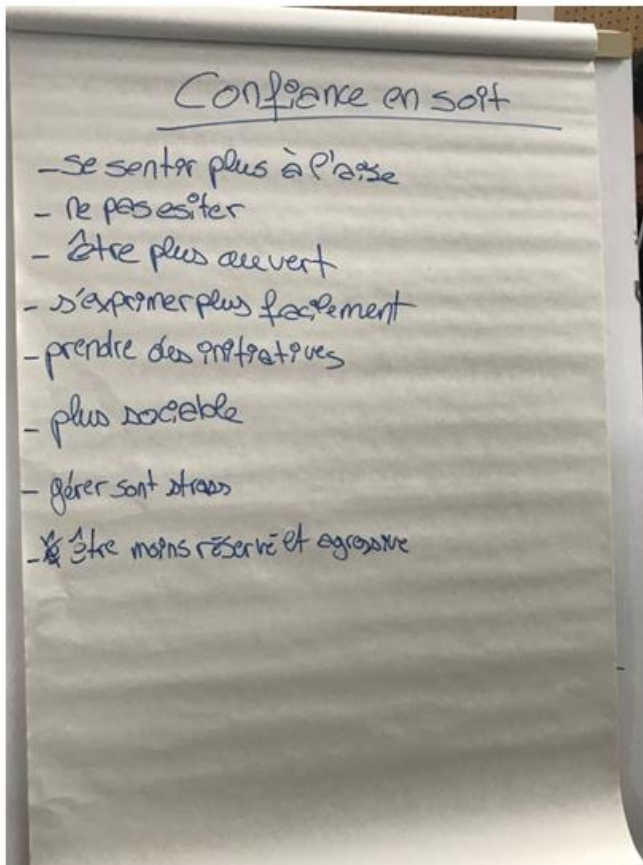 Confiance en soit
- se sentir plus à l'aise
- ne pas esiter
- être plus ouvert
- s'exprimer plus facilement
- prendre des initiatives
- plus sociable
- gérer sont stress
- être moins réservé et agressive